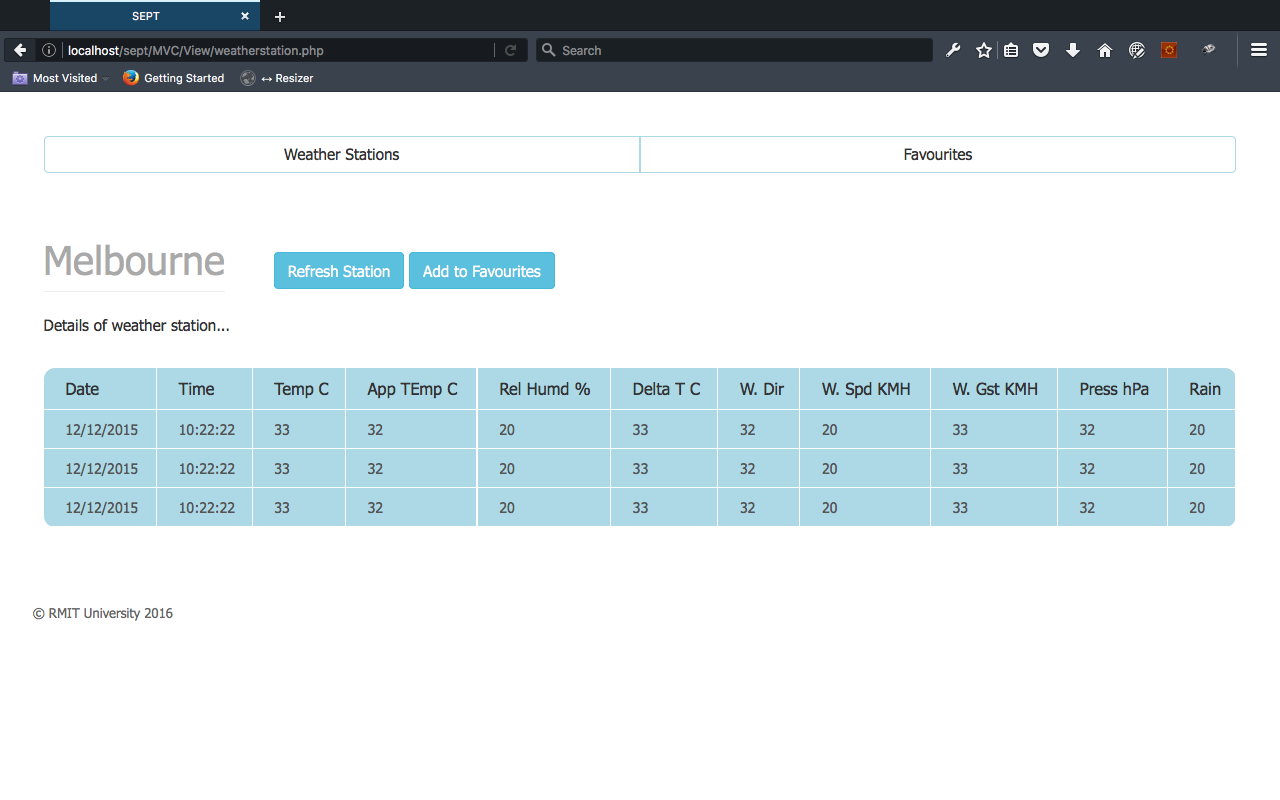 SEPT
localhost/sept/MVC/View/weatherstation.php Search
Most Visited Getting Started ↔ Resizer
Weather Stations Favourites
Melbourne Refresh Station Add to Favourites
Details of weather station...
Date Time Temp C App TEmp C Rel Humd % Delta T C W. Dir W. Spd KMH W. Gst KMH Press hPa Rain
12/12/2015 10:22:22 33 32 20 33 32 20 33 32 20
12/12/2015 10:22:22 33 32 20 33 32 20 33 32 20
12/12/2015 10:22:22 33 32 20 33 32 20 33 32 20
© RMIT University 2016